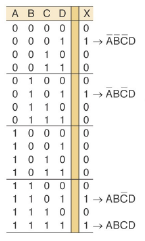 A B C D X
0 0 0 0 0
0 0 0 1 1 → A̅B̅C̅D
0 0 1 0 0
0 0 1 1 0
0 1 0 0 0
0 1 0 1 1 → A̅BC̅D
0 1 1 0 0
0 1 1 1 0
1 0 0 0 0
1 0 0 1 0
1 0 1 0 0
1 0 1 1 0
1 1 0 0 0
1 1 0 1 1 → ABC̅D
1 1 1 0 0
1 1 1 1 1 → ABCD